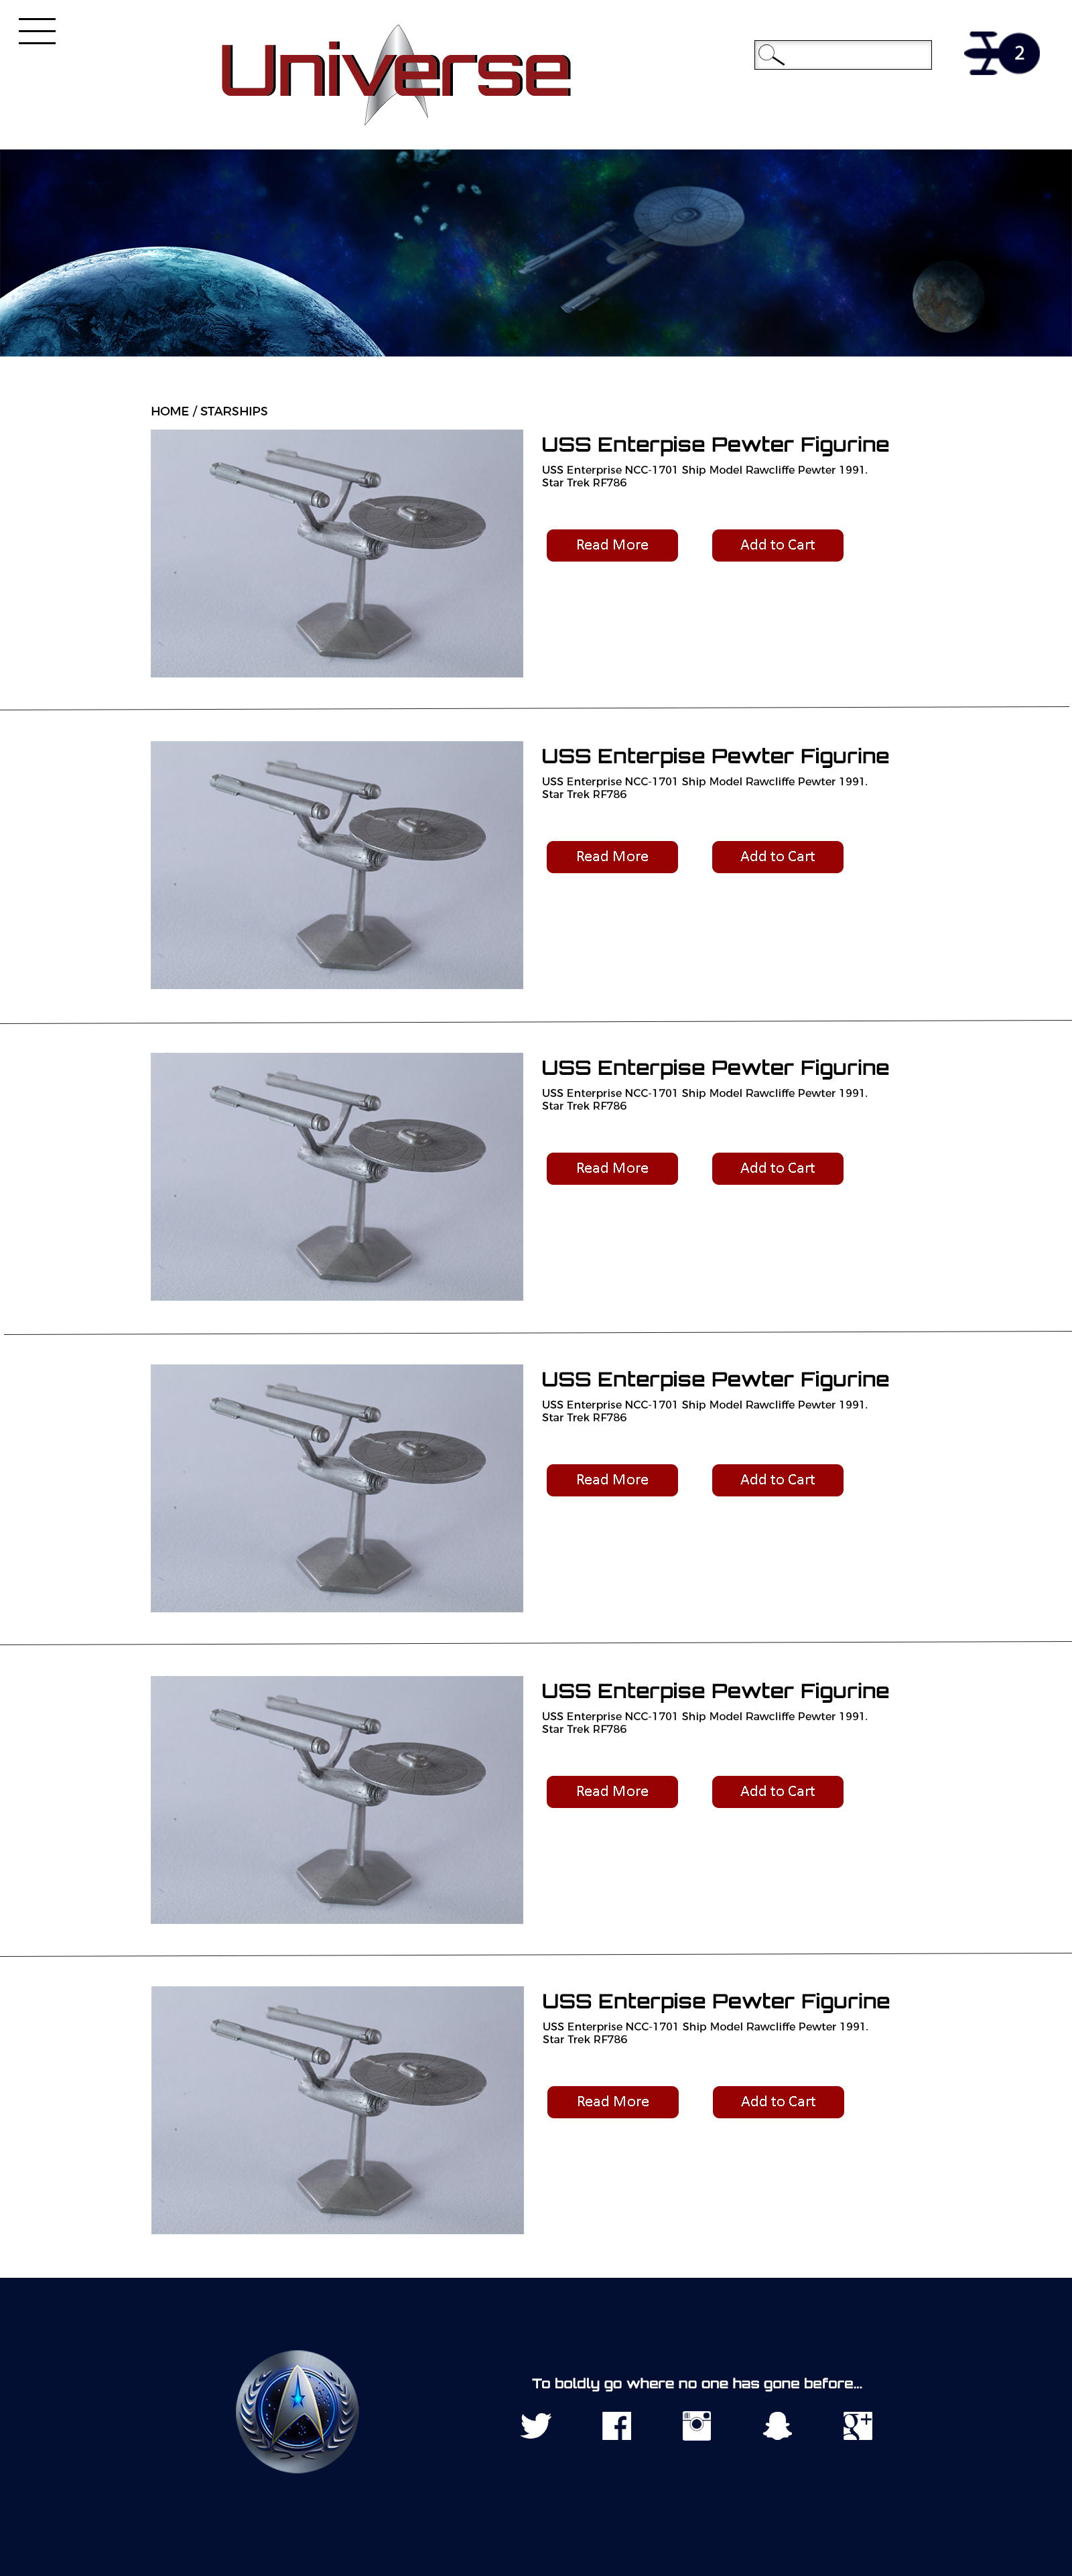 Universe
2
HOME / STARSHIPS
USS Enterpise Pewter Figurine
USS Enterprise NCC-1701 Ship Model Rawcliffe Pewter 1991.
Star Trek RF786
Read More
Add to Cart
USS Enterpise Pewter Figurine
USS Enterprise NCC-1701 Ship Model Rawcliffe Pewter 1991.
Star Trek RF786
Read More
Add to Cart
USS Enterpise Pewter Figurine
USS Enterprise NCC-1701 Ship Model Rawcliffe Pewter 1991.
Star Trek RF786
Read More
Add to Cart
USS Enterpise Pewter Figurine
USS Enterprise NCC-1701 Ship Model Rawcliffe Pewter 1991.
Star Trek RF786
Read More
Add to Cart
USS Enterpise Pewter Figurine
USS Enterprise NCC-1701 Ship Model Rawcliffe Pewter 1991.
Star Trek RF786
Read More
Add to Cart
USS Enterpise Pewter Figurine
USS Enterprise NCC-1701 Ship Model Rawcliffe Pewter 1991.
Star Trek RF786
Read More
Add to Cart
To boldly go where no one has gone before...